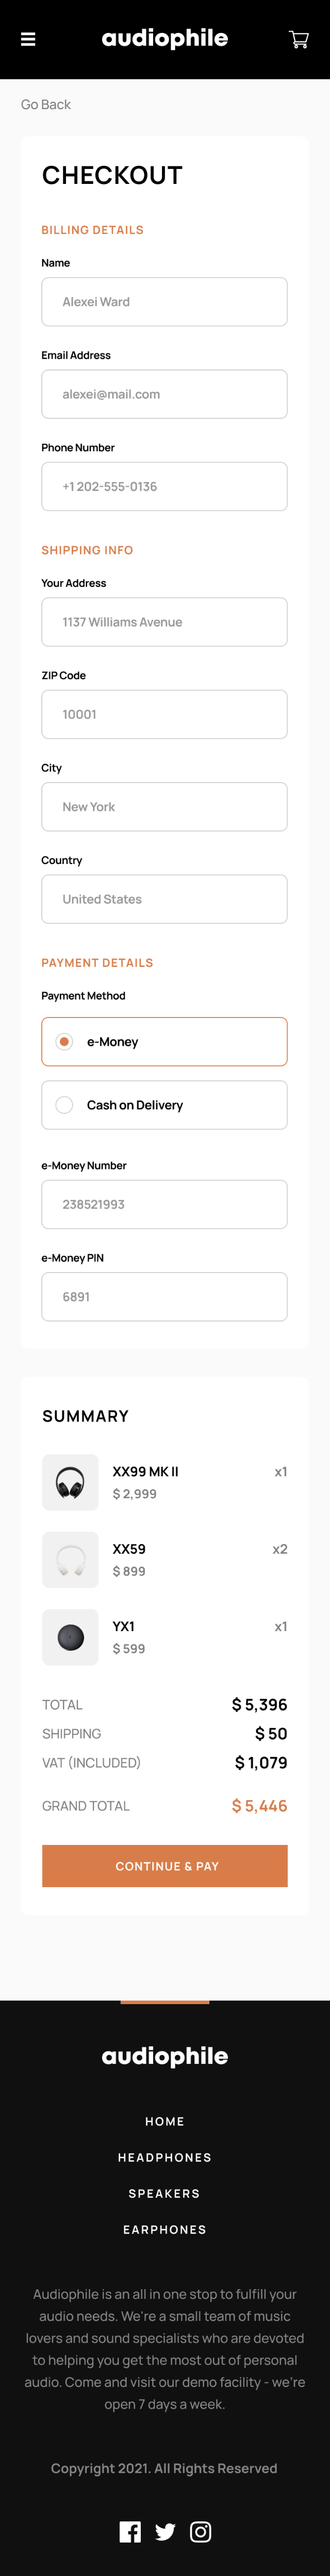 audiophile
Go Back
CHECKOUT
BILLING DETAILS
Name
Alexei Ward
Email Address
alexei@mail.com
Phone Number
+1 202-555-0136
SHIPPING INFO
Your Address
1137 Williams Avenue
ZIP Code
10001
City
New York
Country
United States
PAYMENT DETAILS
Payment Method
e-Money
Cash on Delivery
e-Money Number
238521993
e-Money PIN
6891
SUMMARY
XX99 MK II x1
$ 2,999
XX59 x2
$ 899
YX1 x1
$ 599
TOTAL $ 5,396
SHIPPING $ 50
VAT (INCLUDED) $ 1,079
GRAND TOTAL $ 5,446
CONTINUE & PAY
audiophile
HOME
HEADPHONES
SPEAKERS
EARPHONES
Audiophile is an all in one stop to fulfill your
audio needs. We're a small team of music
lovers and sound specialists who are devoted
to helping you get the most out of personal
audio. Come and visit our demo facility - we're
open 7 days a week.
Copyright 2021. All Rights Reserved